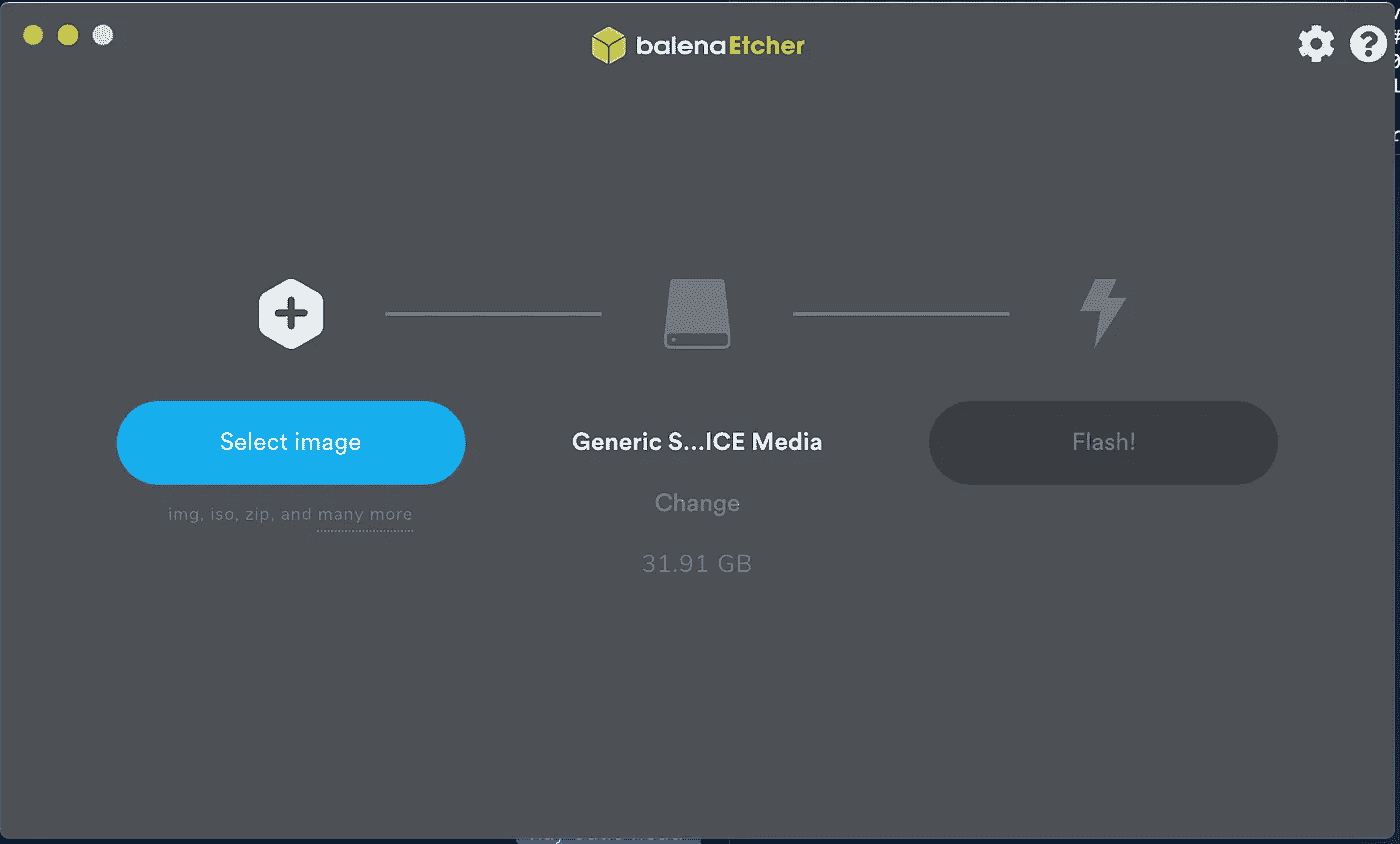 balenaEtcher
Select image
Generic S...ICE Media
Flash!
img, iso, zip, and many more
Change
31.91 GB